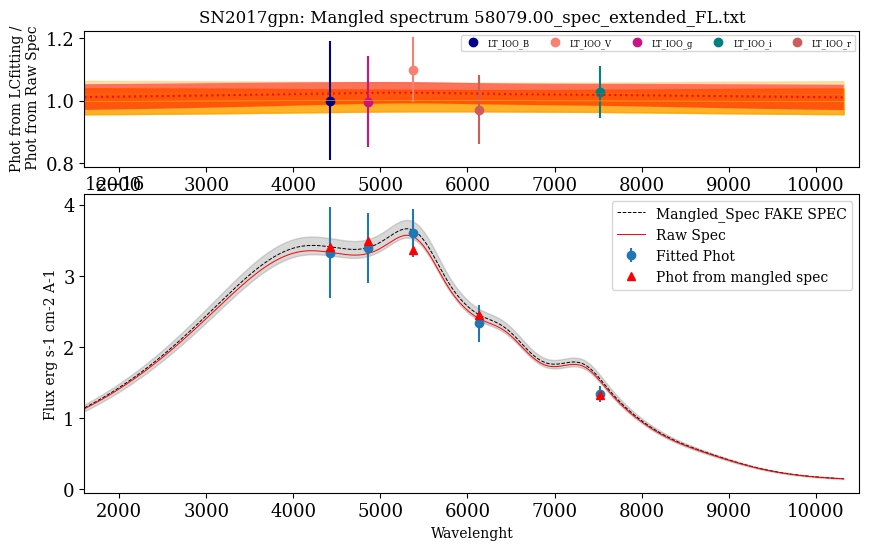 SN2017gpn: Mangled spectrum 58079.00_spec_extended_FL.txt
Phot from LCfitting /
Phot from Raw Spec
1.2
1.0
0.8
LT_IOO_B LT_IOO_V LT_IOO_g LT_IOO_i LT_IOO_r
2000 3000 4000 5000 6000 7000 8000 9000 10000
1e−16
Flux erg s-1 cm-2 A-1
4
3
2
1
0
Mangled_Spec FAKE SPEC
Raw Spec
Fitted Phot
Phot from mangled spec
2000 3000 4000 5000 6000 7000 8000 9000 10000
Wavelenght